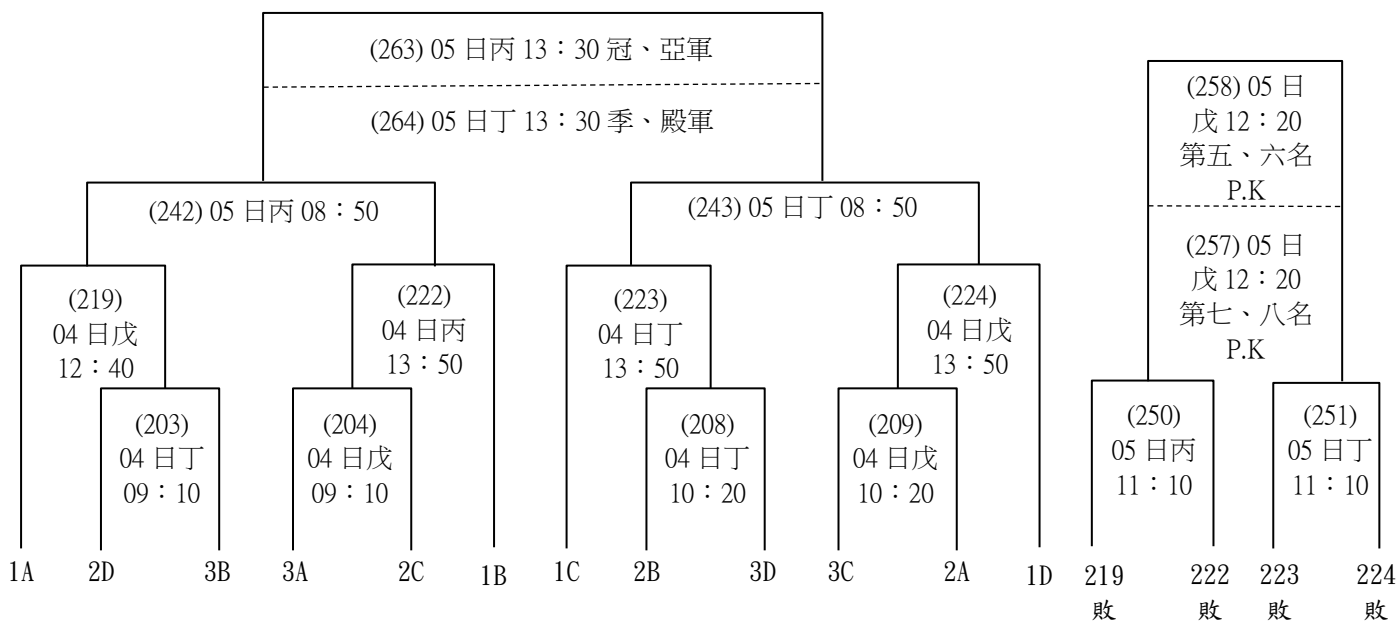 (263) 05 日丙 13：30 冠、亞軍
(264) 05 日丁 13：30 季、殿軍
(258) 05 日
戊 12：20
第五、六名
P.K
(242) 05 日丙 08：50
(243) 05 日丁 08：50
(257) 05 日
戊 12：20
第七、八名
P.K
(219)
04 日戊
12：40
(222)
04 日丙
13：50
(223)
04 日丁
13：50
(224)
04 日戊
13：50
(203)
04 日丁
09：10
(204)
04 日戊
09：10
(208)
04 日丁
10：20
(209)
04 日戊
10：20
(250)
05 日丙
11：10
(251)
05 日丁
11：10
1A 2D 3B 3A 2C 1B 1C 2B 3D 3C 2A 1D 219 222 223 224
敗 敗 敗 敗